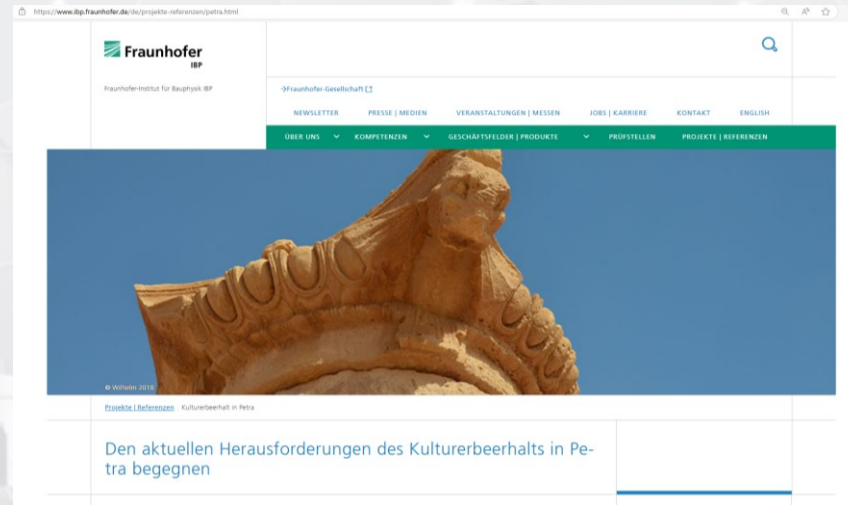 https://www.ibp.fraunhofer.de/de/projekte-referenzen/petra.html
Fraunhofer
IBP
Fraunhofer-Institut für Bauphysik IBP
Fraunhofer-Gesellschaft
NEWSLETTER PRESSE | MEDIEN VERANSTALTUNGEN | MESSEN JOBS | KARRIERE KONTAKT ENGLISH
ÜBER UNS KOMPETENZEN GESCHÄFTSFELDER | PRODUKTE PRÜFSTELLEN PROJEKTE | REFERENZEN
© Wilhelm 2018
Projekte | Referenzen Kulturerbeerhalt in Petra
Den aktuellen Herausforderungen des Kulturerbeerhalts in Pe-
tra begegnen